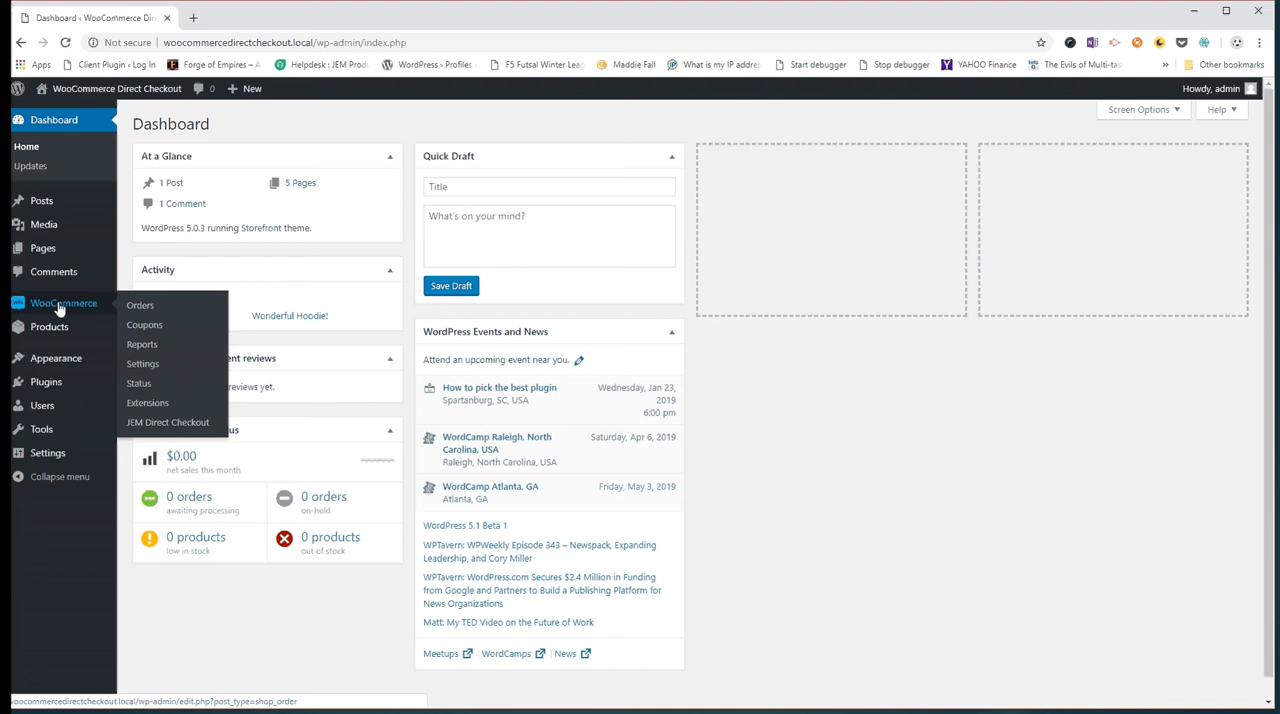 Dashboard ‹ WooCommerce Dir
Not secure
woocommercedirectcheckout.local/wp-admin/index.php
Apps
Client Plugin ‹ Log In
Forge of Empires –
Helpdesk : JEM Prod
WordPress › Profiles
F5 Futsal Winter Leag
Maddie Fall
What's my IP addre
Start debugger
Stop debugger
YAHOO Finance
The Evils of Multi-tas
»
Other bookmarks
WooCommerce Direct Checkout
0
New
Howdy, admin
Dashboard
Home
Updates
Posts
Media
Pages
Comments
WooCommerce
Products
Appearance
Plugins
Users
Tools
Settings
Collapse menu
Orders
Coupons
Reports
Settings
Status
Extensions
JEM Direct Checkout
Screen Options
Help
Dashboard
At a Glance
1 Post
5 Pages
1 Comment
WordPress 5.0.3 running Storefront theme.
Activity
Wonderful Hoodie!
ent reviews
reviews yet.
us
$0.00
net sales this month
0 orders
awaiting processing
0 orders
on-hold
0 products
low in stock
0 products
out of stock
Quick Draft
Title
What's on your mind?
Save Draft
WordPress Events and News
Attend an upcoming event near you.
How to pick the best plugin
Spartanburg, SC, USA
Wednesday, Jan 23,
2019
6:00 pm
WordCamp Raleigh, North
Carolina, USA
Raleigh, North Carolina, USA
Saturday, Apr 6, 2019
WordCamp Atlanta, GA
Atlanta, GA
Friday, May 3, 2019
WordPress 5.1 Beta 1
WPTavern: WPWeekly Episode 343 – Newspack, Expanding
Leadership, and Cory Miller
WPTavern: WordPress.com Secures $2.4 Million in Funding
from Google and Partners to Build a Publishing Platform for
News Organizations
Matt: My TED Video on the Future of Work
Meetups | WordCamps | News
woocommercedirectcheckout.local/wp-admin/edit.php?post_type=shop_order